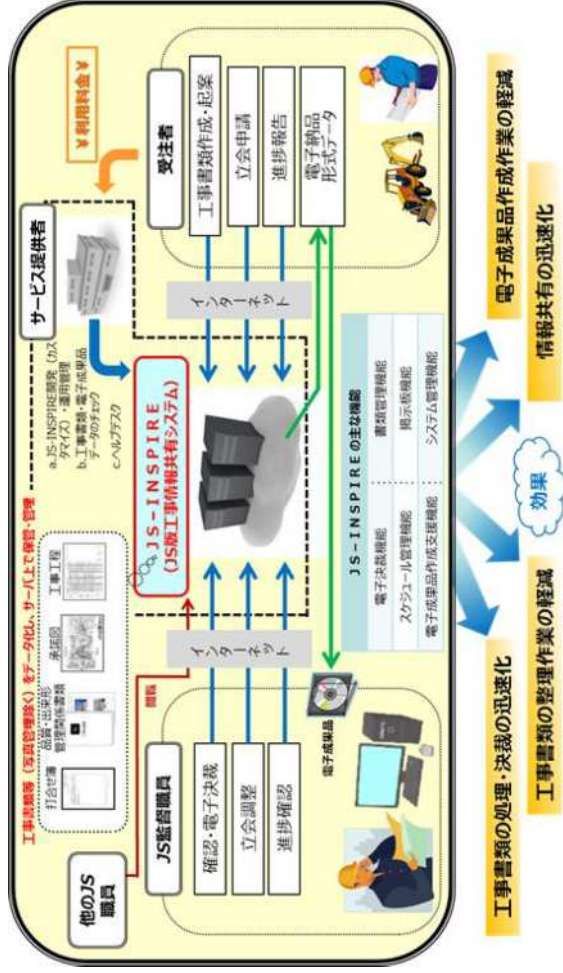 工事書類等（写真管理除く）をデータ化し、サーバ上で保管・管理
打合せ簿
品質・出来形
管理関係書類
承諾図
工事工程
他のJS
職員
閲覧
JS-INSPIRE
（JS版工事情報共有システム）
サービス提供者
a.JS-INSPIRE開発（カス
タマイズ）・運用管理
b.工事書類・電子成果品
データのチェック
c.ヘルプデスク
￥利用料金￥
JS監督職員
確認・電子決裁
立会調整
進捗確認
インターネット
インターネット
受注者
工事書類作成・起案
立会申請
進捗報告
電子納品
形式データ
電子成果品
JS-INSPIREの主な機能
電子決裁機能
書類管理機能
スケジュール管理機能
掲示板機能
電子成果品作成支援機能
システム管理機能
効果
工事書類の処理・決裁の迅速化
工事書類の整理作業の軽減
情報共有の迅速化
電子成果品作成作業の軽減